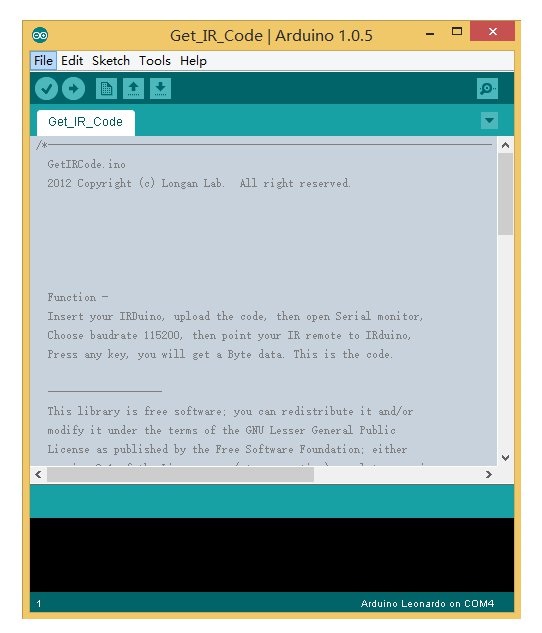 Get_IR_Code | Arduino 1.0.5
File Edit Sketch Tools Help
Get_IR_Code
/*
GetIRCode.ino
2012 Copyright (c) Longan Lab. All right reserved.
Function -
Insert your IRDuino, upload the code, then open Serial monitor,
Choose baudrate 115200, then point your IR remote to IRduino,
Press any key, you will get a Byte data. This is the code.
This library is free software; you can redistribute it and/or
modify it under the terms of the GNU Lesser General Public
License as published by the Free Software Foundation; either
1
Arduino Leonardo on COM4